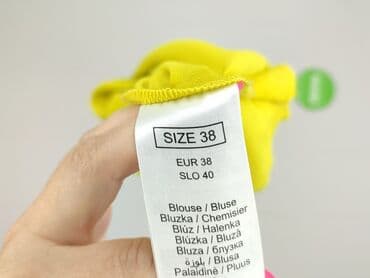 SIZE 38
EUR 38
SLO 40
Blouse / Bluse
Bluzka / Chemisier
Blúz / Halenka
Blúzka / Bluză
Bluza / блузка
بلوزة / Blusa
Palaidinė / Pluus